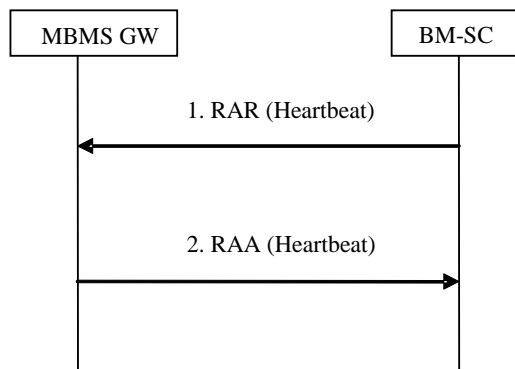 MBMS GW
BM-SC
1. RAR (Heartbeat)
2. RAA (Heartbeat)